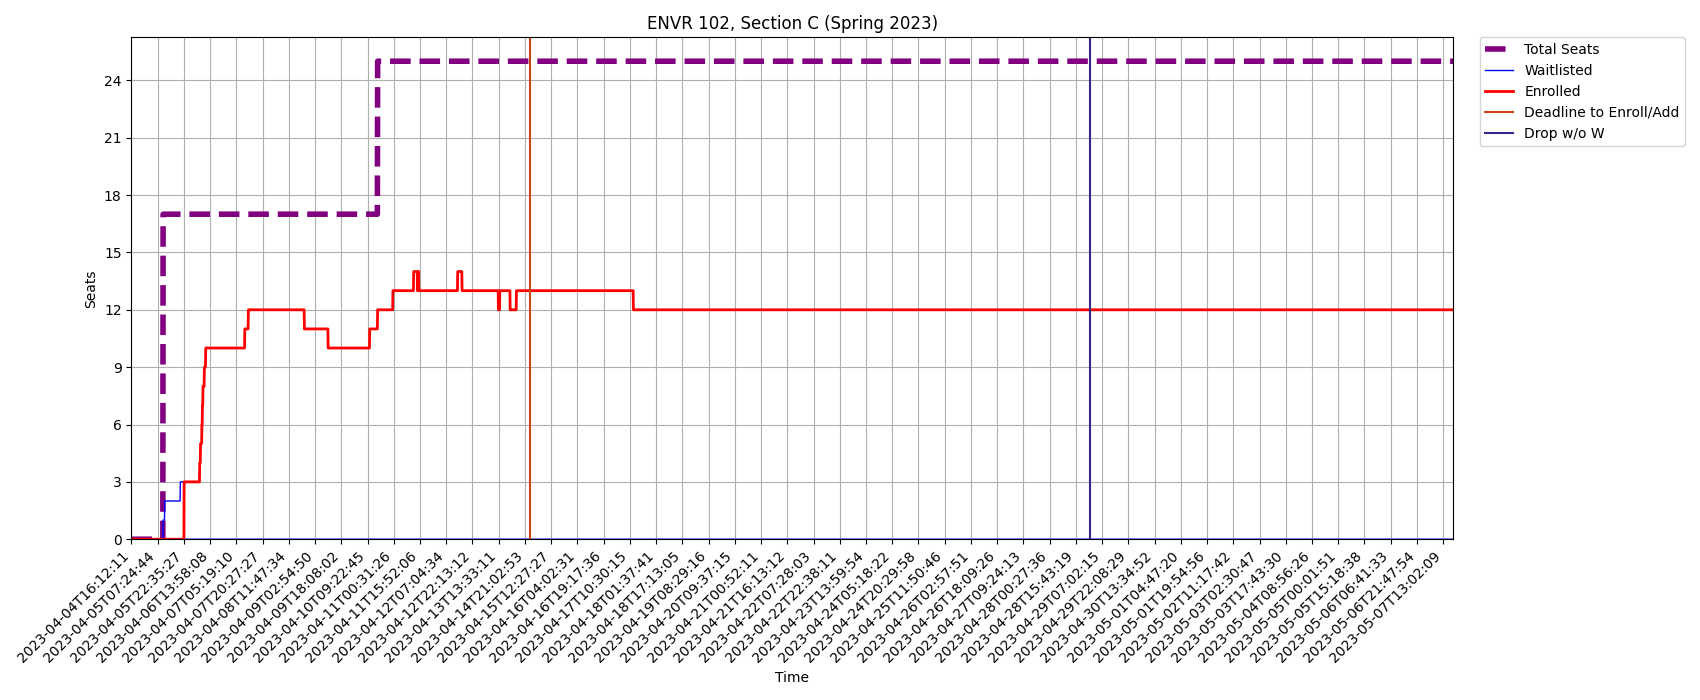 ENVR 102, Section C (Spring 2023)
Total Seats
Waitlisted
Enrolled
Deadline to Enroll/Add
Drop w/o W
Seats
24
21
18
15
12
9
6
3
0
2023-04-04T16:12:11
2023-04-05T07:24:44
2023-04-05T22:35:27
2023-04-06T13:58:08
2023-04-07T05:19:10
2023-04-07T20:27:27
2023-04-08T11:47:34
2023-04-09T02:54:50
2023-04-09T18:08:02
2023-04-10T09:22:45
2023-04-11T00:31:26
2023-04-11T15:52:06
2023-04-12T07:04:34
2023-04-12T22:13:12
2023-04-13T13:33:11
2023-04-14T21:02:53
2023-04-15T12:27:27
2023-04-16T04:02:31
2023-04-16T19:17:36
2023-04-17T10:30:15
2023-04-18T01:37:41
2023-04-18T17:13:05
2023-04-19T08:29:16
2023-04-20T09:37:15
2023-04-21T00:52:11
2023-04-21T16:13:12
2023-04-22T07:28:03
2023-04-22T22:38:11
2023-04-23T13:59:54
2023-04-24T05:18:22
2023-04-24T20:29:58
2023-04-25T11:50:46
2023-04-26T02:57:51
2023-04-26T18:09:26
2023-04-27T09:24:13
2023-04-28T00:27:36
2023-04-28T15:43:19
2023-04-29T07:02:15
2023-04-29T22:08:29
2023-04-30T13:34:52
2023-05-01T04:47:20
2023-05-01T19:54:56
2023-05-02T11:17:42
2023-05-03T02:30:47
2023-05-03T17:43:30
2023-05-04T08:56:26
2023-05-05T00:01:51
2023-05-05T15:18:38
2023-05-06T06:41:33
2023-05-06T21:47:54
2023-05-07T13:02:09
Time